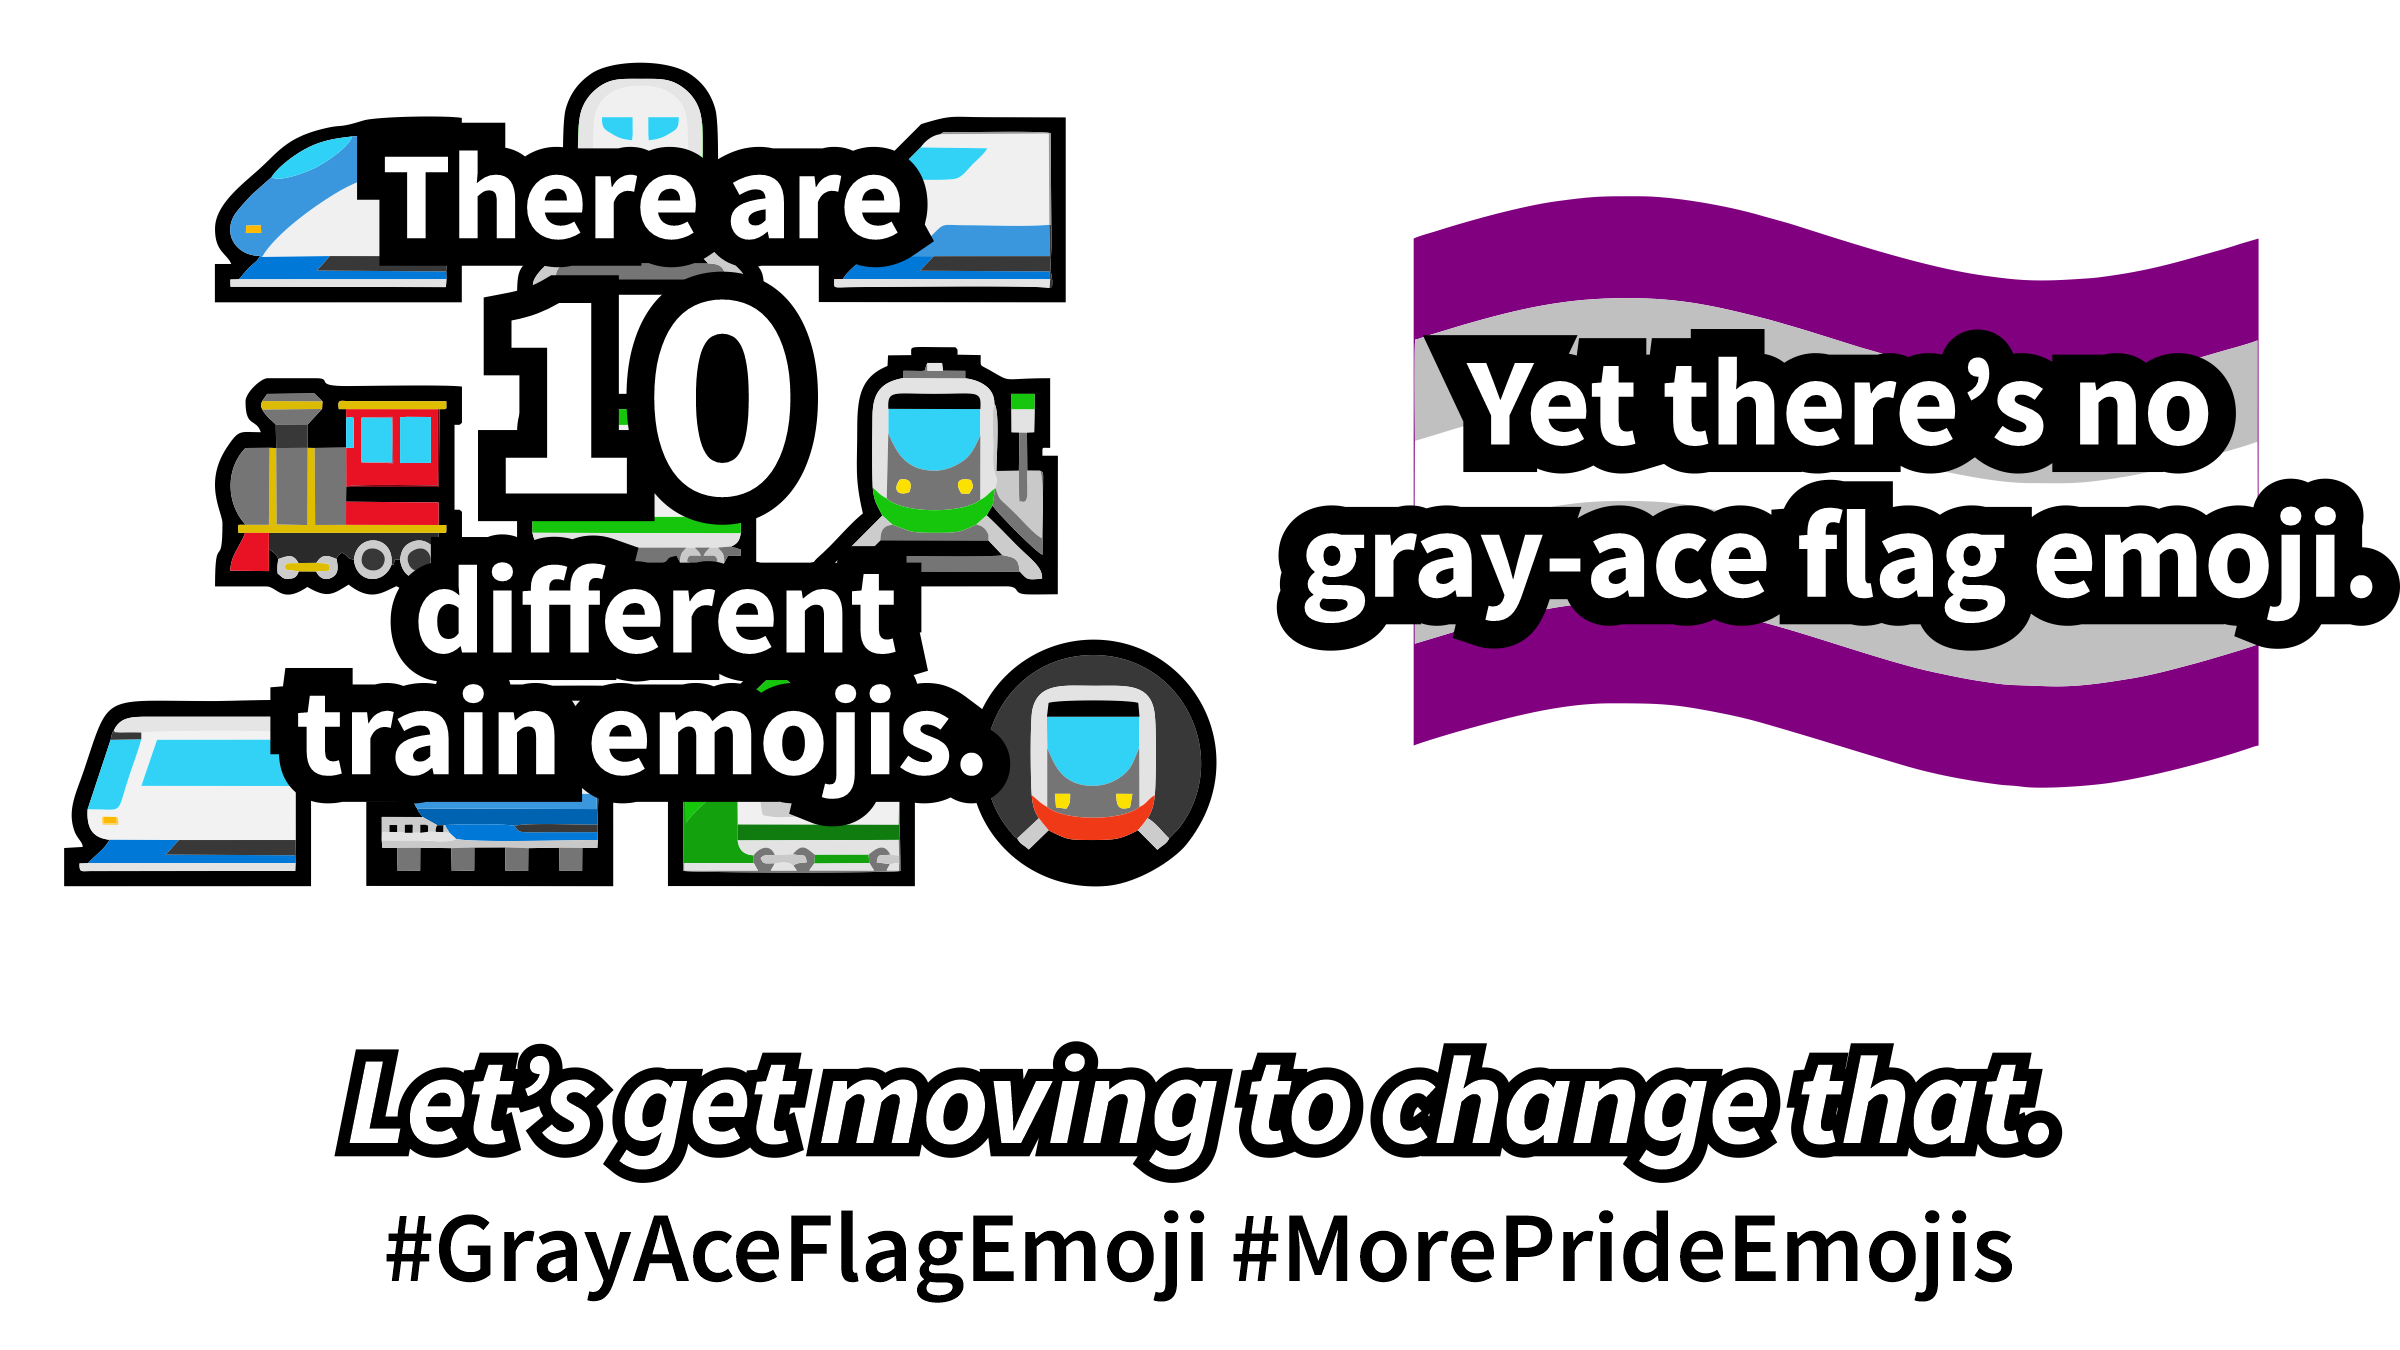 There are
10
different
train emojis.
Yet there’s no
gray-ace flag emoji.
Let’s get moving to change that.
#GrayAceFlagEmoji #MorePrideEmojis